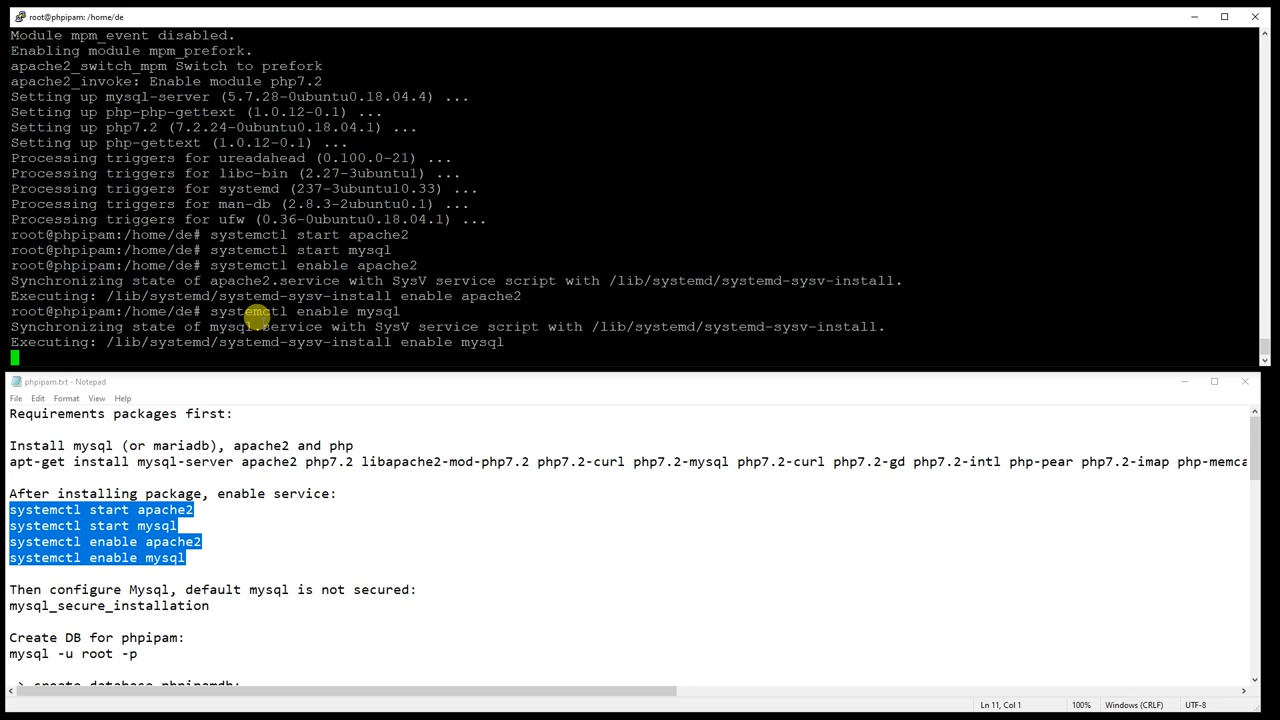 root@phpipam: /home/de
Module mpm_event disabled.
Enabling module mpm_prefork.
apache2_switch_mpm Switch to prefork
apache2_invoke: Enable module php7.2
Setting up mysql-server (5.7.28-0ubuntu0.18.04.4) ...
Setting up php-php-gettext (1.0.12-0.1) ...
Setting up php7.2 (7.2.24-0ubuntu0.18.04.1) ...
Setting up php-gettext (1.0.12-0.1) ...
Processing triggers for ureadahead (0.100.0-21) ...
Processing triggers for libc-bin (2.27-3ubuntu1) ...
Processing triggers for systemd (237-3ubuntu10.33) ...
Processing triggers for man-db (2.8.3-2ubuntu0.1) ...
Processing triggers for ufw (0.36-0ubuntu0.18.04.1) ...
root@phpipam:/home/de# systemctl start apache2
root@phpipam:/home/de# systemctl start mysql
root@phpipam:/home/de# systemctl enable apache2
Synchronizing state of apache2.service with SysV service script with /lib/systemd/systemd-sysv-install.
Executing: /lib/systemd/systemd-sysv-install enable apache2
root@phpipam:/home/de# systemctl enable mysql
Synchronizing state of mysql.service with SysV service script with /lib/systemd/systemd-sysv-install.
Executing: /lib/systemd/systemd-sysv-install enable mysql
phpipam.txt - Notepad
File Edit Format View Help
Requirements packages first:
Install mysql (or mariadb), apache2 and php
apt-get install mysql-server apache2 php7.2 libapache2-mod-php7.2 php7.2-curl php7.2-mysql php7.2-curl php7.2-gd php7.2-intl php-pear php7.2-imap php-memca
After installing package, enable service:
systemctl start apache2
systemctl start mysql
systemctl enable apache2
systemctl enable mysql
Then configure Mysql, default mysql is not secured:
mysql_secure_installation
Create DB for phpipam:
mysql -u root -p
-> create database phpipamdb;
Ln 11, Col 1 100% Windows (CRLF) UTF-8